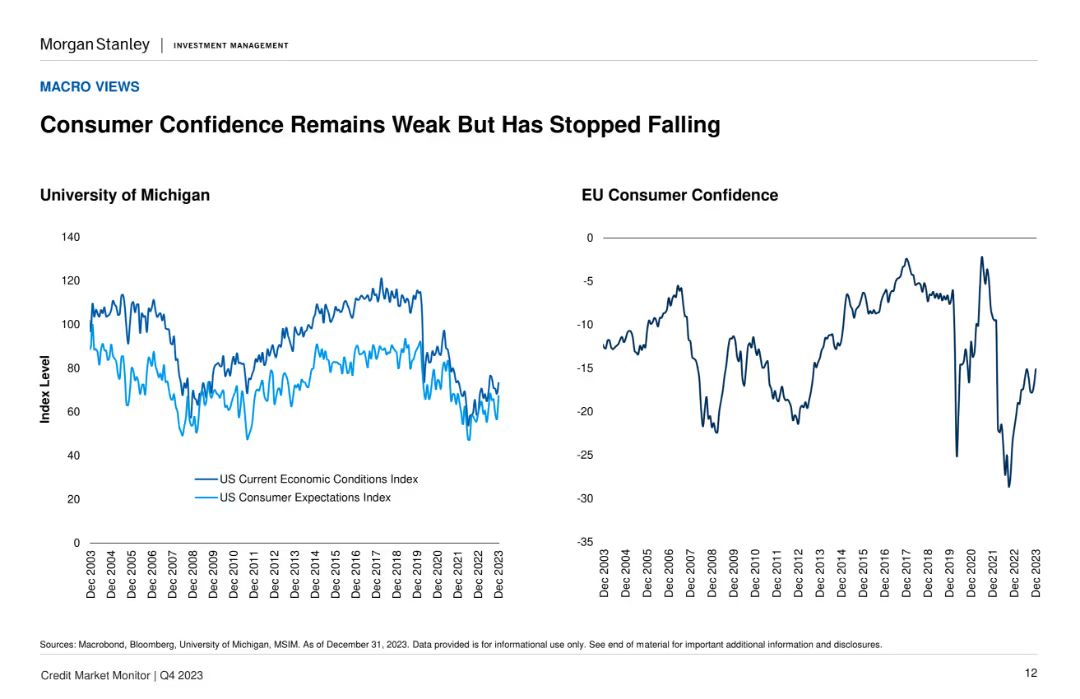 Morgan Stanley | INVESTMENT MANAGEMENT
MACRO VIEWS
Consumer Confidence Remains Weak But Has Stopped Falling
University of Michigan
Index Level
140
120
100
80
60
40
20
0
US Current Economic Conditions Index
US Consumer Expectations Index
Dec 2003
Dec 2004
Dec 2005
Dec 2006
Dec 2007
Dec 2008
Dec 2009
Dec 2010
Dec 2011
Dec 2012
Dec 2013
Dec 2014
Dec 2015
Dec 2016
Dec 2017
Dec 2018
Dec 2019
Dec 2020
Dec 2021
Dec 2022
Dec 2023
EU Consumer Confidence
0
-5
-10
-15
-20
-25
-30
-35
Dec 2003
Dec 2004
Dec 2005
Dec 2006
Dec 2007
Dec 2008
Dec 2009
Dec 2010
Dec 2011
Dec 2012
Dec 2013
Dec 2014
Dec 2015
Dec 2016
Dec 2017
Dec 2018
Dec 2019
Dec 2020
Dec 2021
Dec 2022
Dec 2023
Sources: Macrobond, Bloomberg, University of Michigan, MSIM. As of December 31, 2023. Data provided is for informational use only. See end of material for important additional information and disclosures.
Credit Market Monitor | Q4 2023
12